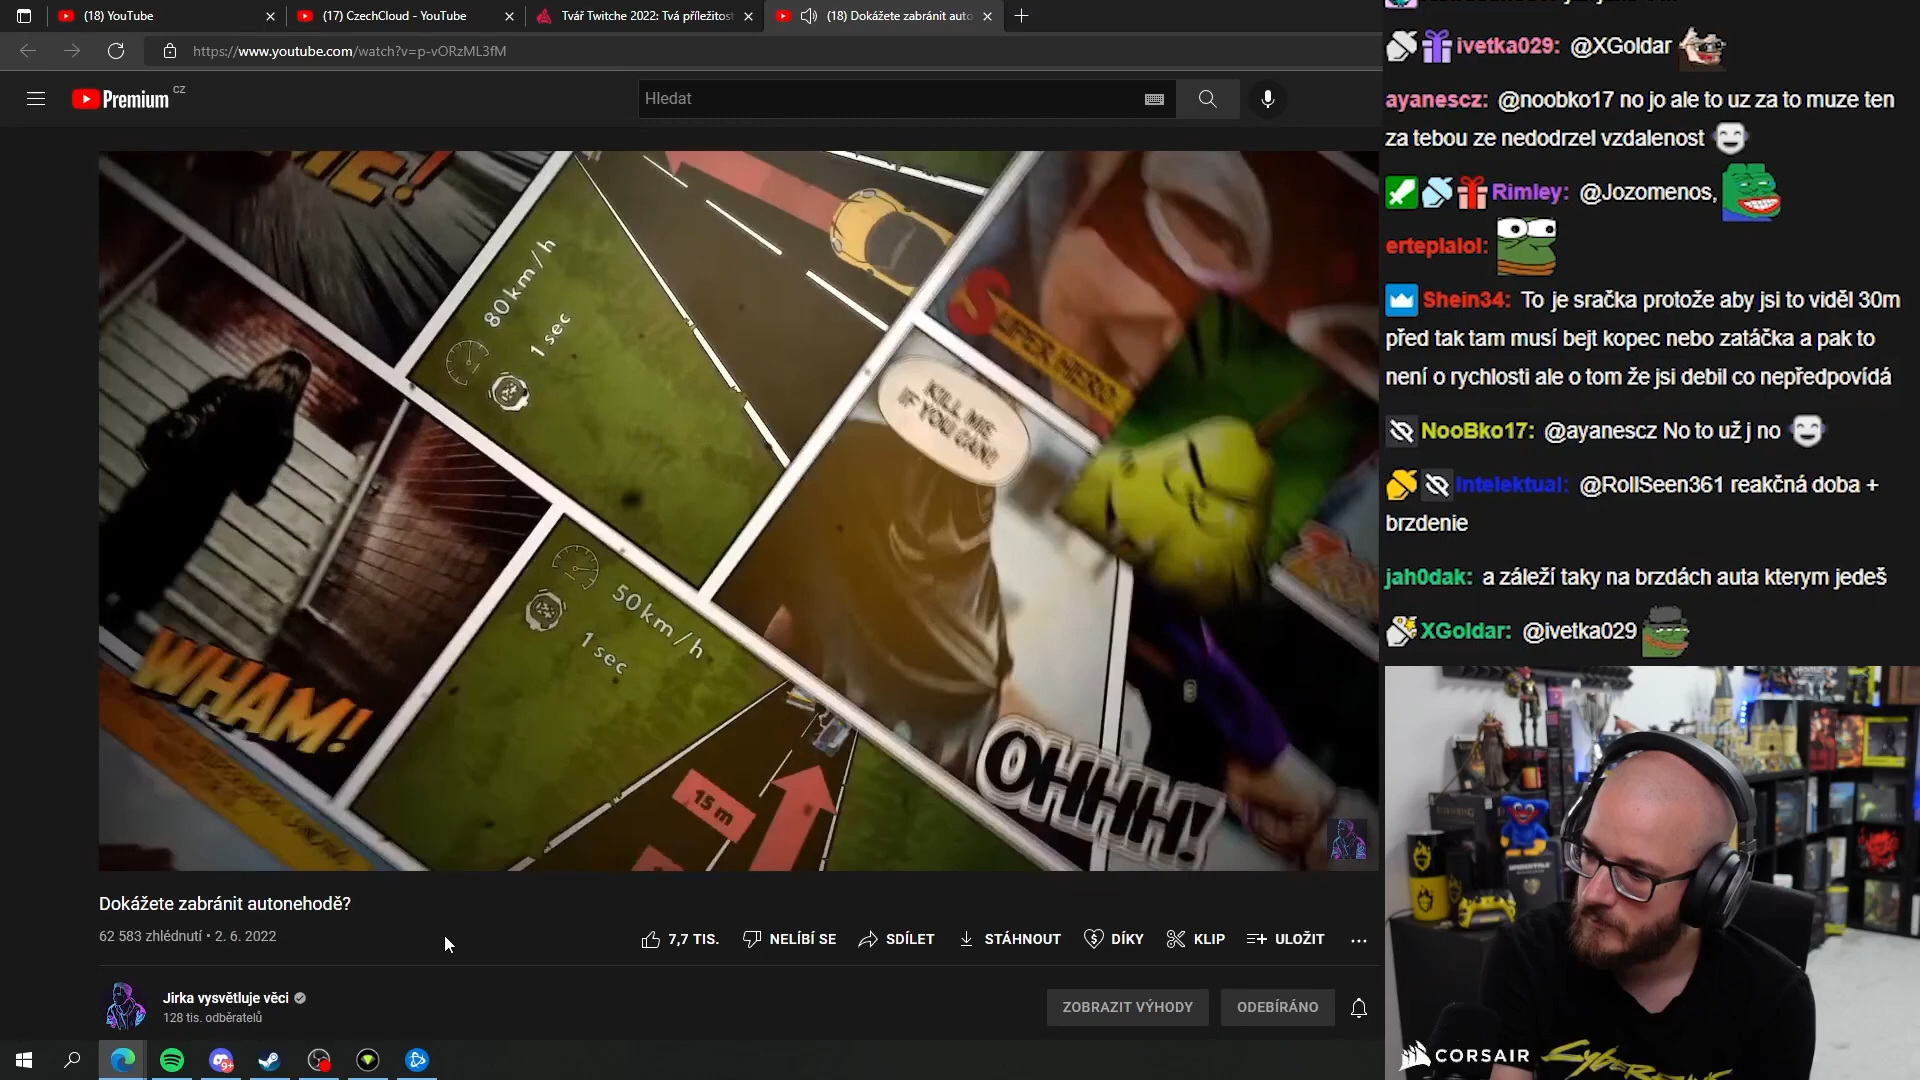 (18) YouTube
(17) CzechCloud - YouTube
Tvář Twitche 2022: Tvá příležitost
(18) Dokážete zabránit auto
https://www.youtube.com/watch?v=p-vORzML3fM
Premium CZ
Hledat
ME!
80km/h
1 sec
SUPER HERO
KILL ME
IF YOU CAN!
50km/h
1 sec
WHAM!
15 m
OHHH!
Dokážete zabránit autonehodě?
62 583 zhlédnutí • 2. 6. 2022
7,7 TIS.
NELÍBÍ SE
SDÍLET
STÁHNOUT
DÍKY
KLIP
ULOŽIT
Jirka vysvětluje věci
128 tis. odběratelů
ZOBRAZIT VÝHODY
ODEBÍRÁNO
9+
ivetka029: @XGoldar
ayanescz: @noobko17 no jo ale to uz za to muze ten
za tebou ze nedodrzel vzdalenost
Rimley: @Jozomenos,
erteplalol:
Shein34: To je sračka protože aby jsi to viděl 30m
před tak tam musí bejt kopec nebo zatáčka a pak to
není o rychlosti ale o tom že jsi debil co nepředpovídá
NooBko17: @ayanescz No to už j no
Intelektual: @RollSeen361 reakčná doba +
brzdenie
jah0dak: a záleží taky na brzdách auta kterym jedeš
XGoldar: @ivetka029
CORSAIR